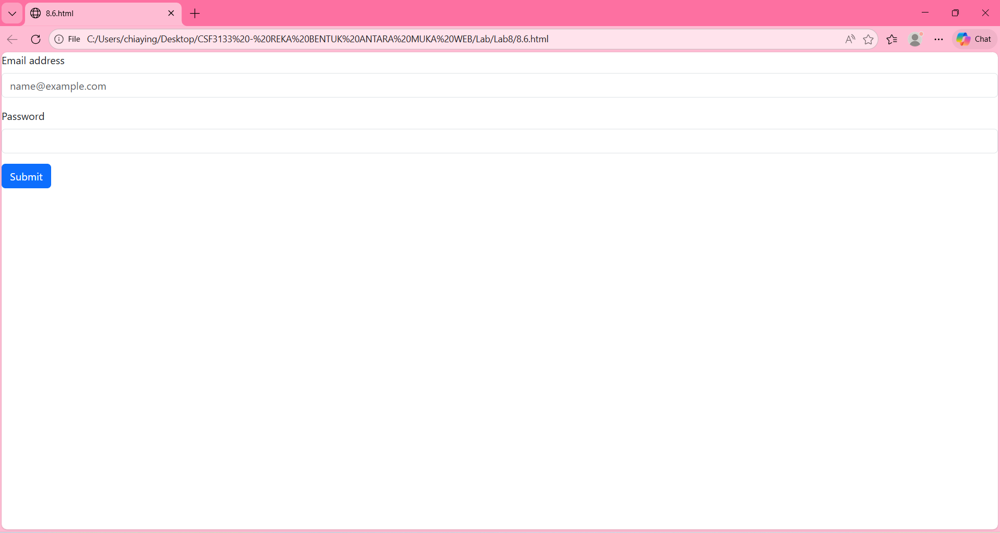 8.6.html
File C:/Users/chiaying/Desktop/CSF3133%20-%20REKA%20BENTUK%20ANTARA%20MUKA%20WEB/Lab/Lab8/8.6.html
Chat
Email address
name@example.com
Password
Submit